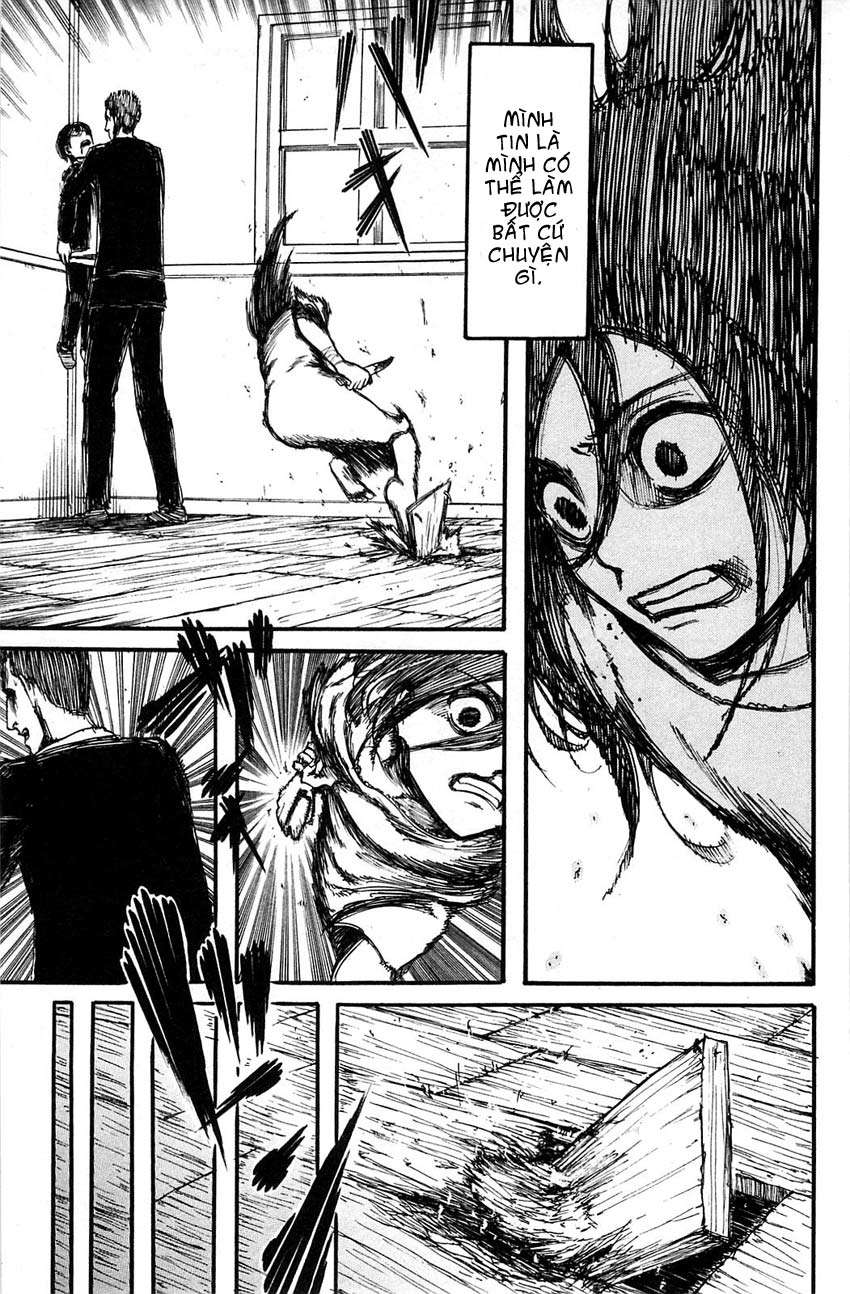 MÌNH
TIN LÀ
MÌNH CÓ
THỂ LÀM
ĐƯỢC
BẤT CỨ
CHUYỆN
GÌ.